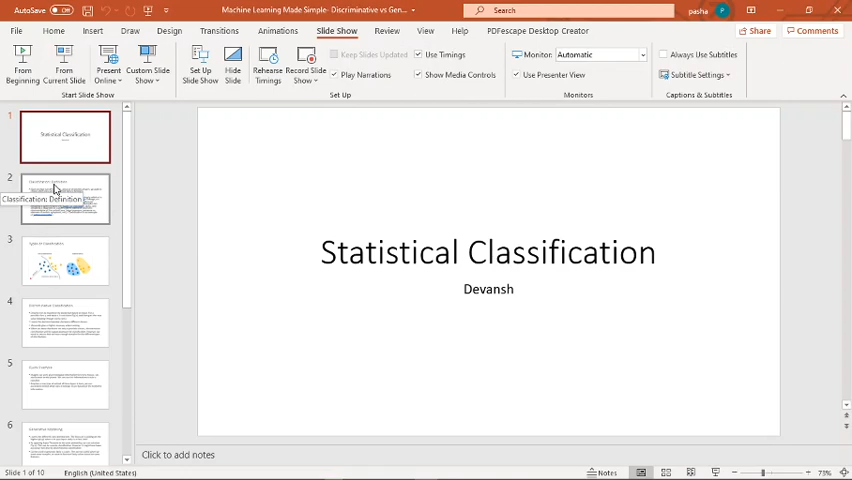 AutoSave Off
Machine Learning Made Simple- Discriminative vs Gen...
Search
pasha
P
File Home Insert Draw Design Transitions Animations Slide Show Review View Help PDFescape Desktop Creator
Share
Comments
From Beginning
From Current Slide
Present Online
Custom Slide Show
Set Up Slide Show
Hide Slide
Rehearse Timings
Record Slide Show
Keep Slides Updated
Play Narrations
Use Timings
Show Media Controls
Monitor: Automatic
Use Presenter View
Always Use Subtitles
Subtitle Settings
Start Slide Show
Set Up
Monitors
Captions & Subtitles
1
Statistical Classification
2
Classification: Definition
Classification: Definition
3
4
5
6
Statistical Classification
Devansh
Click to add notes
Slide 1 of 10
English (United States)
Notes
73%